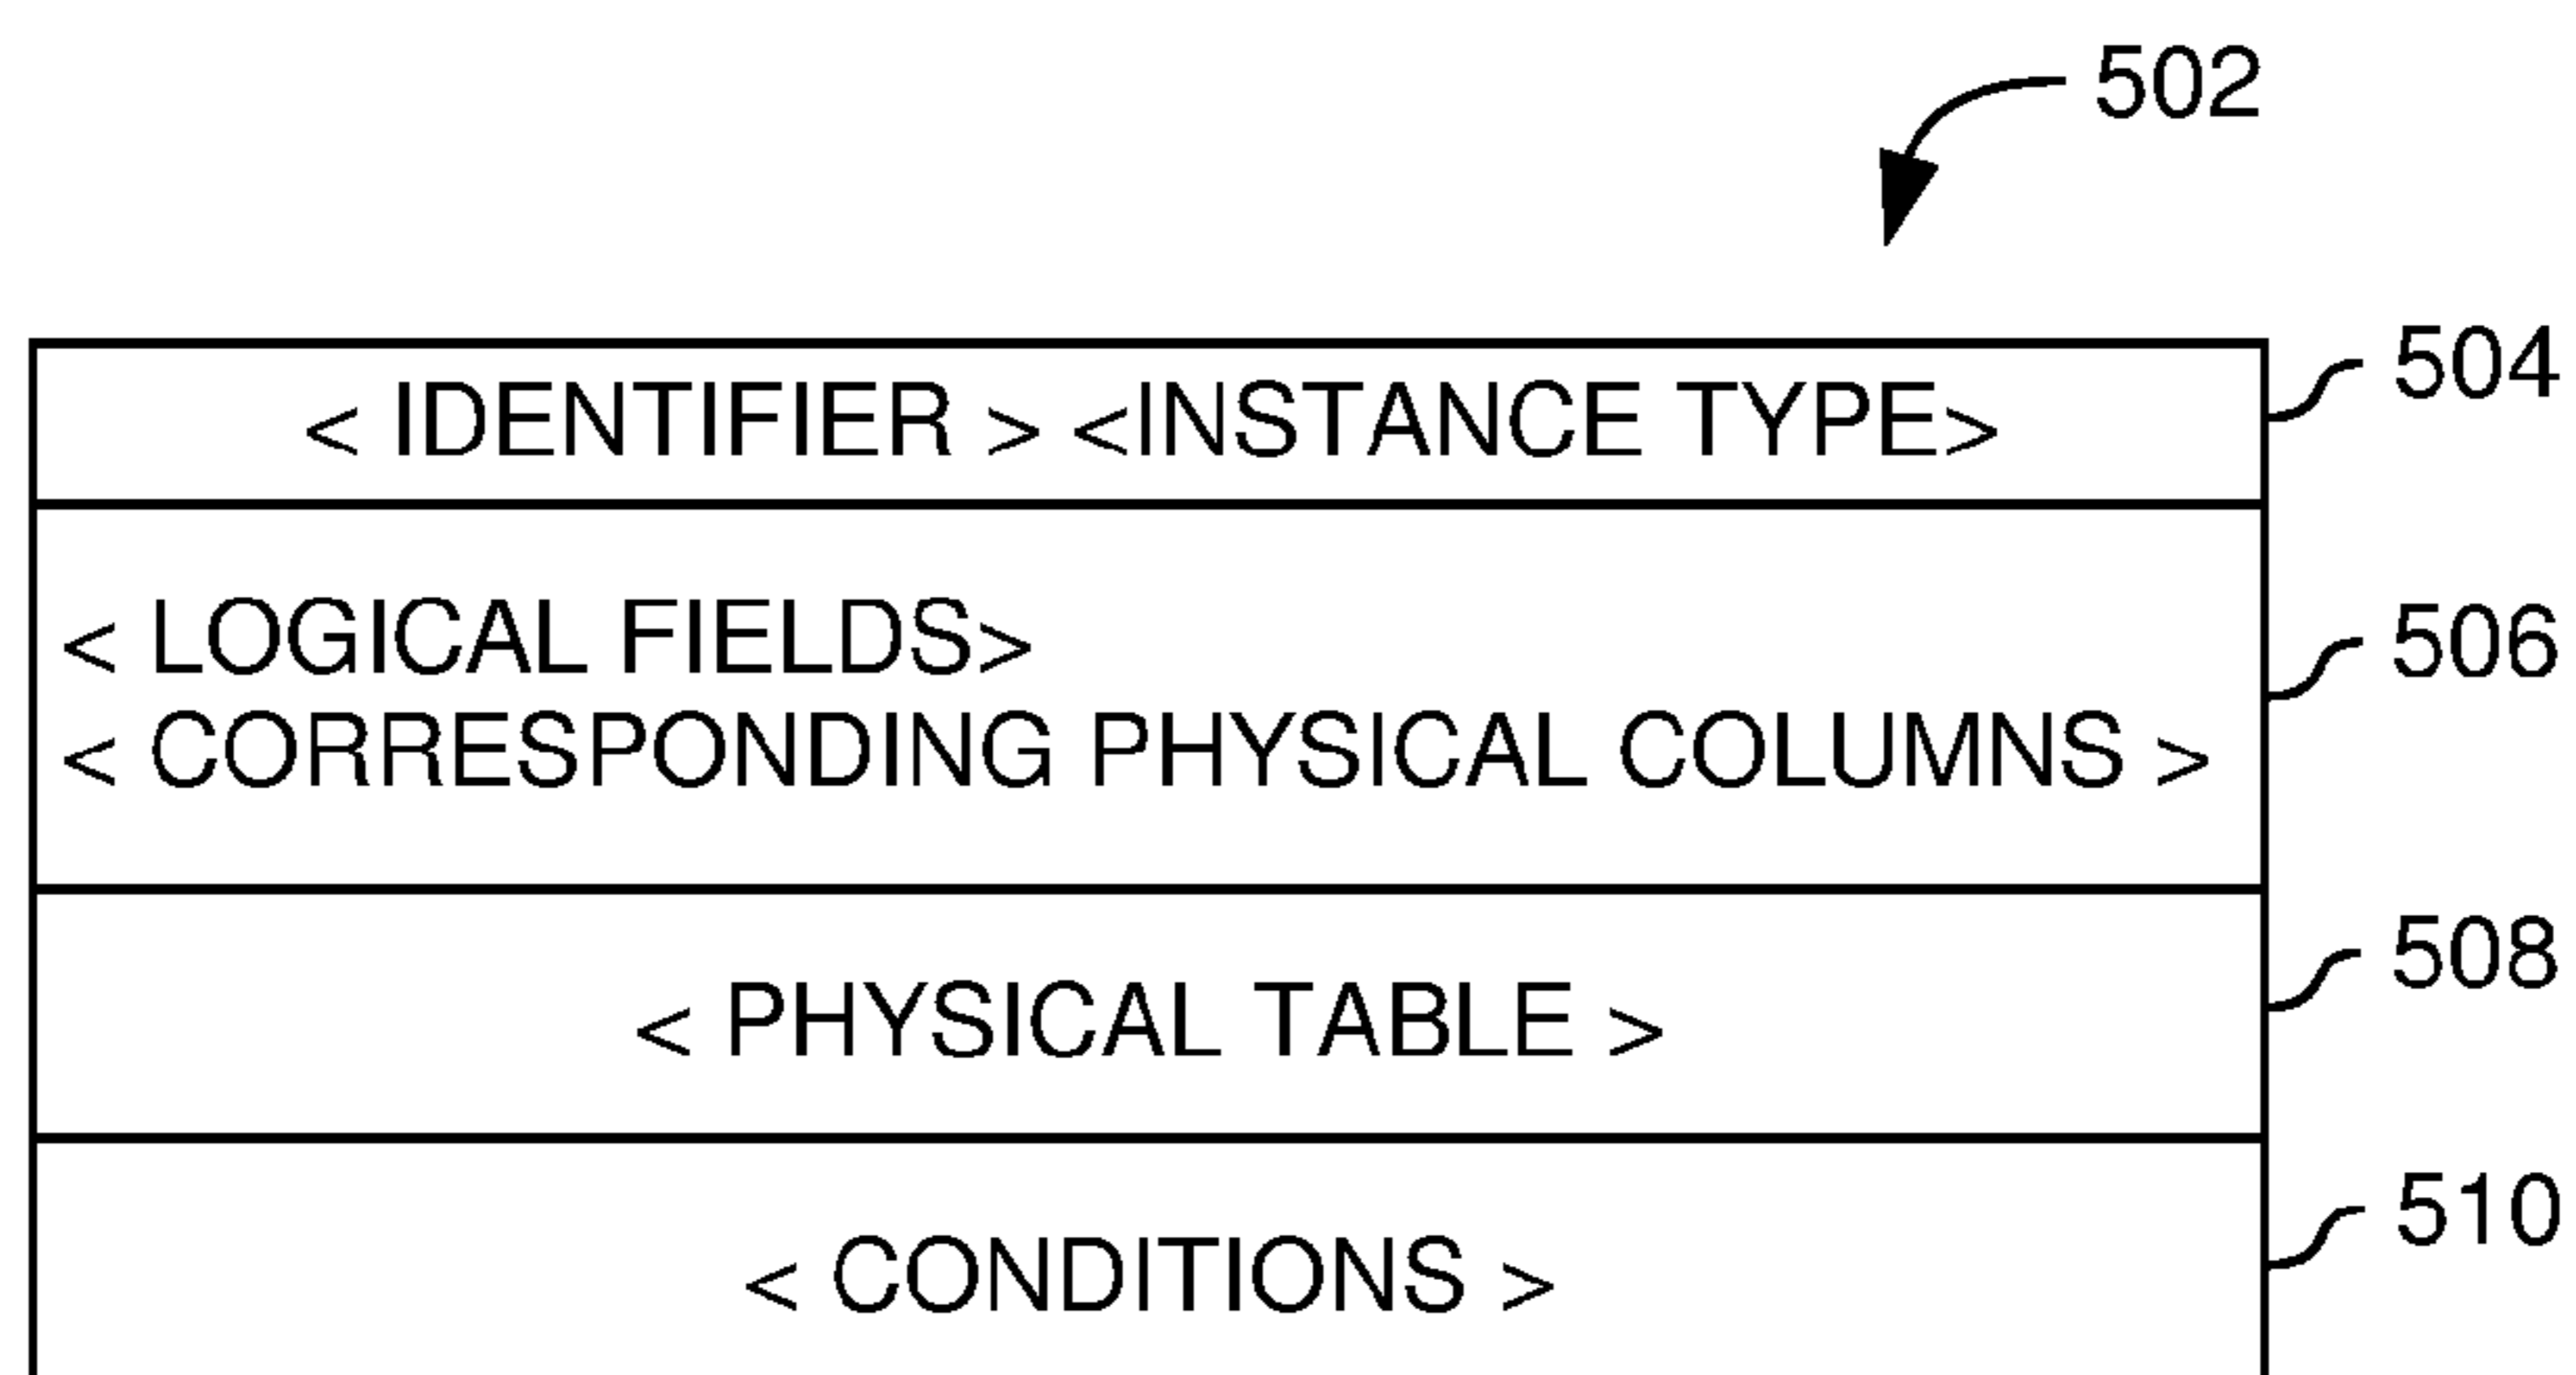 502
< IDENTIFIER > <INSTANCE TYPE> 504
< LOGICAL FIELDS>
< CORRESPONDING PHYSICAL COLUMNS > 506
< PHYSICAL TABLE > 508
< CONDITIONS > 510